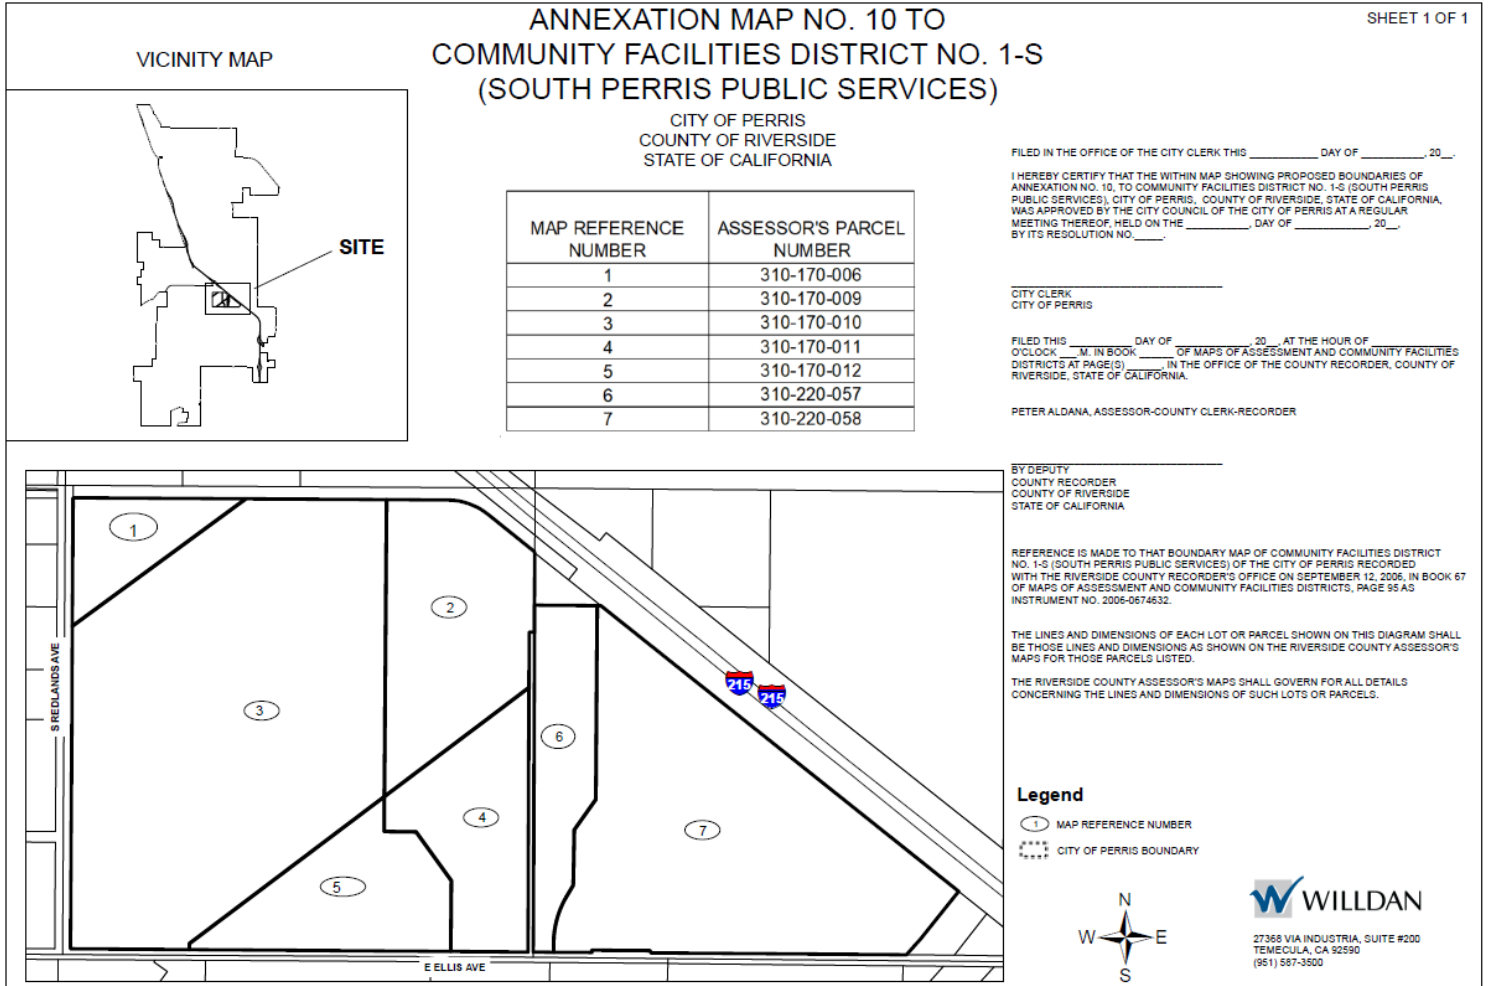 ANNEXATION MAP NO. 10 TO
COMMUNITY FACILITIES DISTRICT NO. 1-S
(SOUTH PERRIS PUBLIC SERVICES)
SHEET 1 OF 1
CITY OF PERRIS
COUNTY OF RIVERSIDE
STATE OF CALIFORNIA
VICINITY MAP
SITE
MAP REFERENCE NUMBER ASSESSOR'S PARCEL NUMBER
1 310-170-006
2 310-170-009
3 310-170-010
4 310-170-011
5 310-170-012
6 310-220-057
7 310-220-058
FILED IN THE OFFICE OF THE CITY CLERK THIS ____________ DAY OF ___________, 20__.
I HEREBY CERTIFY THAT THE WITHIN MAP SHOWING PROPOSED BOUNDARIES OF
ANNEXATION NO. 10, TO COMMUNITY FACILITIES DISTRICT NO. 1-S (SOUTH PERRIS
PUBLIC SERVICES), CITY OF PERRIS, COUNTY OF RIVERSIDE, STATE OF CALIFORNIA,
WAS APPROVED BY THE CITY COUNCIL OF THE CITY OF PERRIS AT A REGULAR
MEETING THEREOF, HELD ON THE ___________, DAY OF _____________, 20__,
BY ITS RESOLUTION NO._____.
CITY CLERK
CITY OF PERRIS
FILED THIS ___________ DAY OF _____________, 20__, AT THE HOUR OF ______________
O'CLOCK ___.M. IN BOOK ______ OF MAPS OF ASSESSMENT AND COMMUNITY FACILITIES
DISTRICTS AT PAGE(S) ______, IN THE OFFICE OF THE COUNTY RECORDER, COUNTY OF
RIVERSIDE, STATE OF CALIFORNIA.
PETER ALDANA, ASSESSOR-COUNTY CLERK-RECORDER
BY DEPUTY
COUNTY RECORDER
COUNTY OF RIVERSIDE
STATE OF CALIFORNIA
REFERENCE IS MADE TO THAT BOUNDARY MAP OF COMMUNITY FACILITIES DISTRICT
NO. 1-S (SOUTH PERRIS PUBLIC SERVICES) OF THE CITY OF PERRIS RECORDED
WITH THE RIVERSIDE COUNTY RECORDER'S OFFICE ON SEPTEMBER 12, 2006, IN BOOK 67
OF MAPS OF ASSESSMENT AND COMMUNITY FACILITIES DISTRICTS, PAGE 95 AS
INSTRUMENT NO. 2006-0674632.
THE LINES AND DIMENSIONS OF EACH LOT OR PARCEL SHOWN ON THIS DIAGRAM SHALL
BE THOSE LINES AND DIMENSIONS AS SHOWN ON THE RIVERSIDE COUNTY ASSESSOR'S
MAPS FOR THOSE PARCELS LISTED.
THE RIVERSIDE COUNTY ASSESSOR'S MAPS SHALL GOVERN FOR ALL DETAILS
CONCERNING THE LINES AND DIMENSIONS OF SUCH LOTS OR PARCELS.
1
2
3
4
5
6
7
215
215
S REDLANDS AVE
E ELLIS AVE
Legend
1 MAP REFERENCE NUMBER
CITY OF PERRIS BOUNDARY
N
W E
S
WILLDAN
27368 VIA INDUSTRIA, SUITE #200
TEMECULA, CA 92590
(951) 587-3500